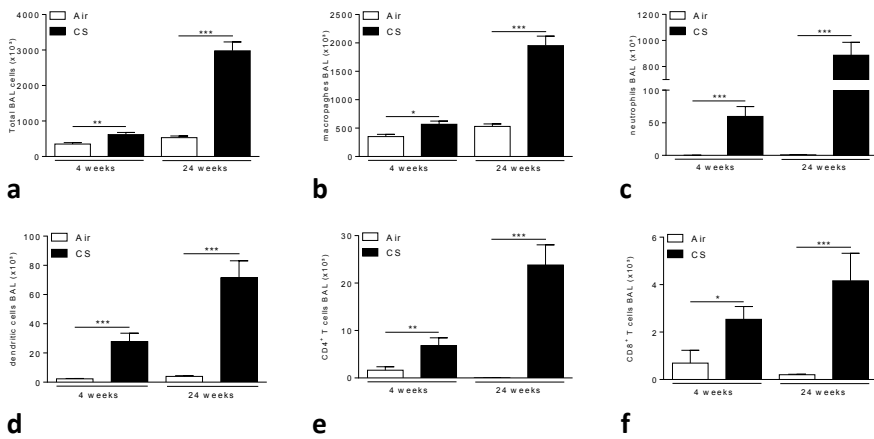 Total BAL cells (x10³)
4000
3000
2000
1000
0
Air
CS
**
***
4 weeks
24 weeks
a
macropaghes BAL (x10³)
2500
2000
1500
1000
500
0
Air
CS
*
***
4 weeks
24 weeks
b
neutrophils BAL (x10³)
1200
1000
800
600
100
50
0
Air
CS
***
***
4 weeks
24 weeks
c
dendritic cells BAL (x10³)
100
80
60
40
20
0
Air
CS
***
***
4 weeks
24 weeks
d
CD4⁺ T cells BAL (x10³)
30
20
10
0
Air
CS
**
***
4 weeks
24 weeks
e
CD8⁺ T cells BAL (x10³)
6
4
2
0
Air
CS
*
***
4 weeks
24 weeks
f